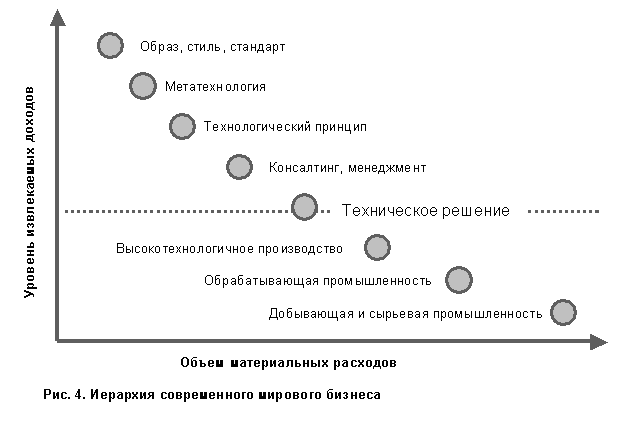 Образ, стиль, стандарт
Метатехнология
Технологический принцип
Консалтинг, менеджмент
Техническое решение
Высокотехнологичное производство
Обрабатывающая промышленность
Добывающая и сырьевая промышленность
Уровень извлекаемых доходов
Объем материальных расходов
Рис. 4. Иерархия современного мирового бизнеса